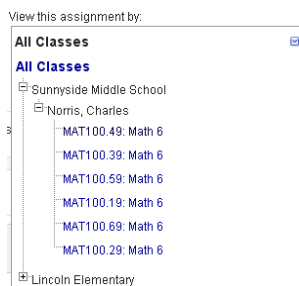 View this assignment by:
All Classes
All Classes
Sunnyside Middle School
Norris, Charles
MAT100.49: Math 6
MAT100.39: Math 6
MAT100.59: Math 6
MAT100.19: Math 6
MAT100.69: Math 6
MAT100.29: Math 6
Lincoln Elementary